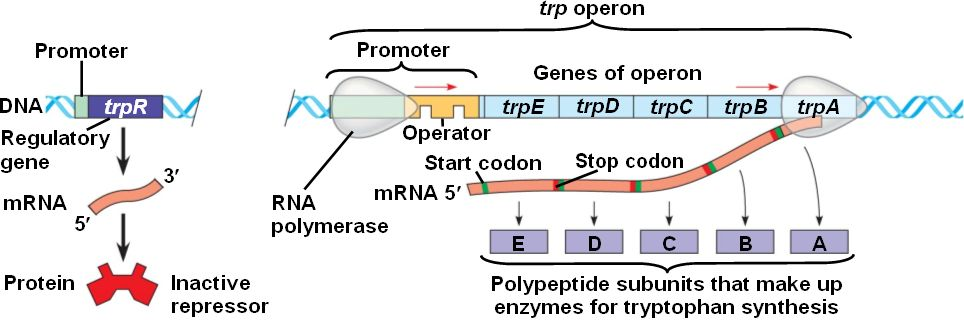 trp operon
Promoter
Promoter
Genes of operon
DNA
trpR
trpE
trpD
trpC
trpB
trpA
Regulatory
gene
Operator
Start codon
Stop codon
mRNA
3′
5′
RNA
polymerase
mRNA 5′
E
D
C
B
A
Protein
Inactive
repressor
Polypeptide subunits that make up
enzymes for tryptophan synthesis